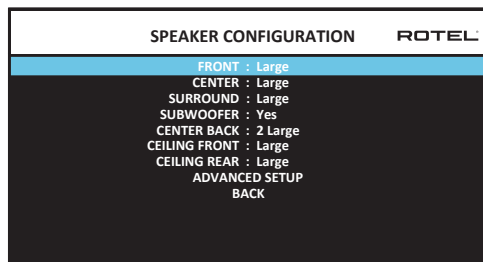 SPEAKER CONFIGURATION ROTEL
FRONT : Large
CENTER : Large
SURROUND : Large
SUBWOOFER : Yes
CENTER BACK : 2 Large
CEILING FRONT : Large
CEILING REAR : Large
ADVANCED SETUP
BACK